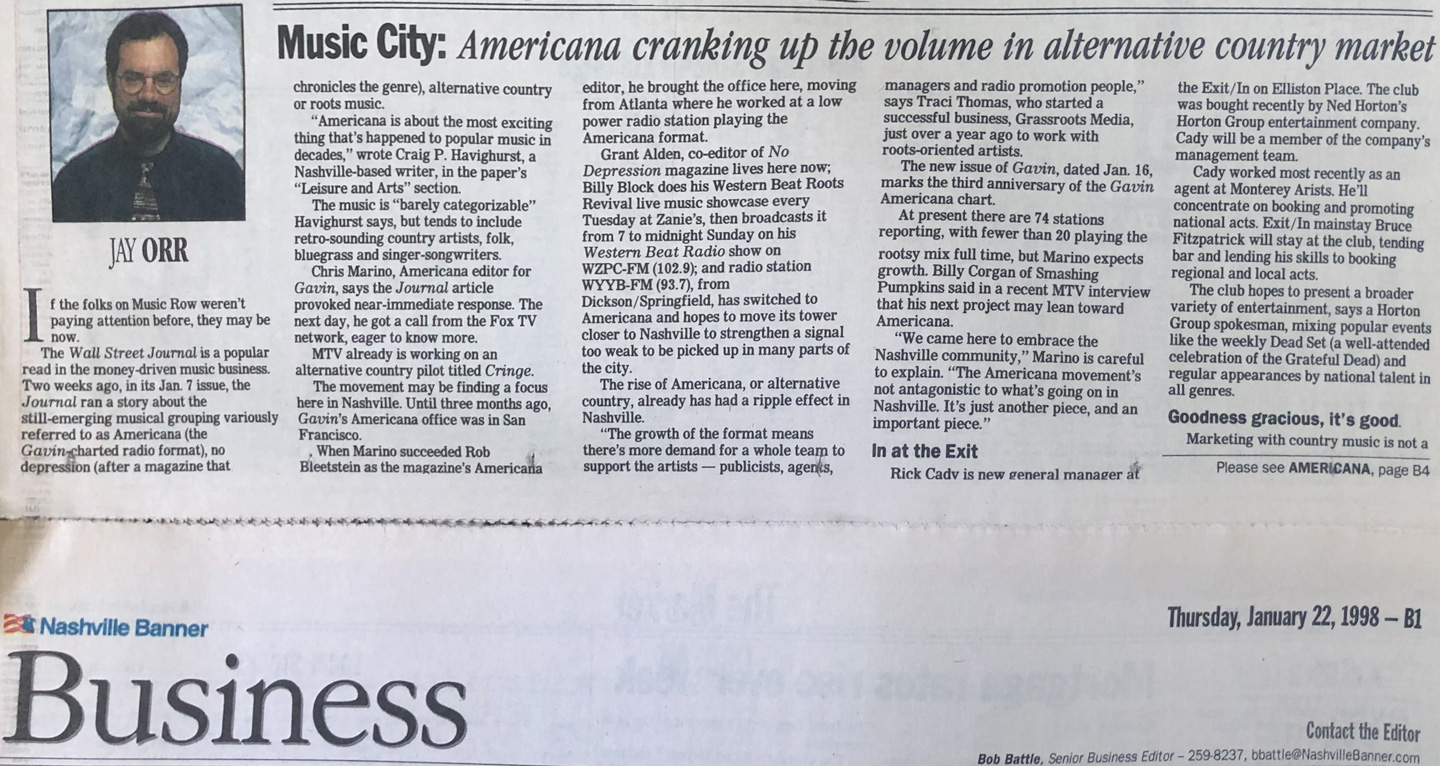 Music City: Americana cranking up the volume in alternative country market
JAY ORR
If the folks on Music Row weren't
paying attention before, they may be
now.
The Wall Street Journal is a popular
read in the money-driven music business.
Two weeks ago, in its Jan. 7 issue, the
Journal ran a story about the
still-emerging musical grouping variously
referred to as Americana (the
Gavin-charted radio format), no
depression (after a magazine that
chronicles the genre), alternative country
or roots music.
"Americana is about the most exciting
thing that's happened to popular music in
decades," wrote Craig P. Havighurst, a
Nashville-based writer, in the paper's
"Leisure and Arts" section.
The music is "barely categorizable"
Havighurst says, but tends to include
retro-sounding country artists, folk,
bluegrass and singer-songwriters.
Chris Marino, Americana editor for
Gavin, says the Journal article
provoked near-immediate response. The
next day, he got a call from the Fox TV
network, eager to know more.
MTV already is working on an
alternative country pilot titled Cringe.
The movement may be finding a focus
here in Nashville. Until three months ago,
Gavin's Americana office was in San
Francisco.
When Marino succeeded Rob
Bleetstein as the magazine's Americana
editor, he brought the office here, moving
from Atlanta where he worked at a low
power radio station playing the
Americana format.
Grant Alden, co-editor of No
Depression magazine lives here now;
Billy Block does his Western Beat Roots
Revival live music showcase every
Tuesday at Zanie's, then broadcasts it
from 7 to midnight Sunday on his
Western Beat Radio show on
WZPC-FM (102.9); and radio station
WYYB-FM (93.7), from
Dickson/Springfield, has switched to
Americana and hopes to move its tower
closer to Nashville to strengthen a signal
too weak to be picked up in many parts of
the city.
The rise of Americana, or alternative
country, already has had a ripple effect in
Nashville.
"The growth of the format means
there's more demand for a whole team to
support the artists — publicists, agents,
managers and radio promotion people,"
says Traci Thomas, who started a
successful business, Grassroots Media,
just over a year ago to work with
roots-oriented artists.
The new issue of Gavin, dated Jan. 16,
marks the third anniversary of the Gavin
Americana chart.
At present there are 74 stations
reporting, with fewer than 20 playing the
rootsy mix full time, but Marino expects
growth. Billy Corgan of Smashing
Pumpkins said in a recent MTV interview
that his next project may lean toward
Americana.
"We came here to embrace the
Nashville community," Marino is careful
to explain. "The Americana movement's
not antagonistic to what's going on in
Nashville. It's just another piece, and an
important piece."
In at the Exit
Rick Cady is new general manager at
the Exit/In on Elliston Place. The club
was bought recently by Ned Horton's
Horton Group entertainment company.
Cady will be a member of the company's
management team.
Cady worked most recently as an
agent at Monterey Arists. He'll
concentrate on booking and promoting
national acts. Exit/In mainstay Bruce
Fitzpatrick will stay at the club, tending
bar and lending his skills to booking
regional and local acts.
The club hopes to present a broader
variety of entertainment, says a Horton
Group spokesman, mixing popular events
like the weekly Dead Set (a well-attended
celebration of the Grateful Dead) and
regular appearances by national talent in
all genres.
Goodness gracious, it's good.
Marketing with country music is not a
Please see AMERICANA, page B4
Nashville Banner
Business
Thursday, January 22, 1998 – B1
Contact the Editor
Bob Battle, Senior Business Editor – 259-8237, bbattle@NashvilleBanner.com